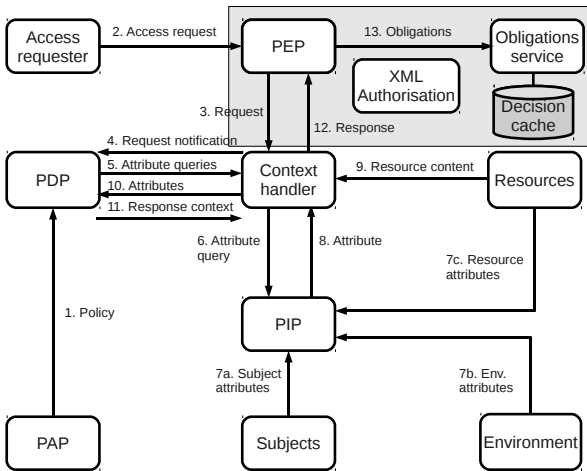 Access
requester
2. Access request
PEP
13. Obligations
Obligations
service
XML
Authorisation
Decision
cache
3. Request
12. Response
4. Request notification
5. Attribute queries
10. Attributes
11. Response context
PDP
Context
handler
9. Resource content
Resources
6. Attribute
query
8. Attribute
7c. Resource
attributes
1. Policy
PIP
7a. Subject
attributes
7b. Env.
attributes
PAP
Subjects
Environment